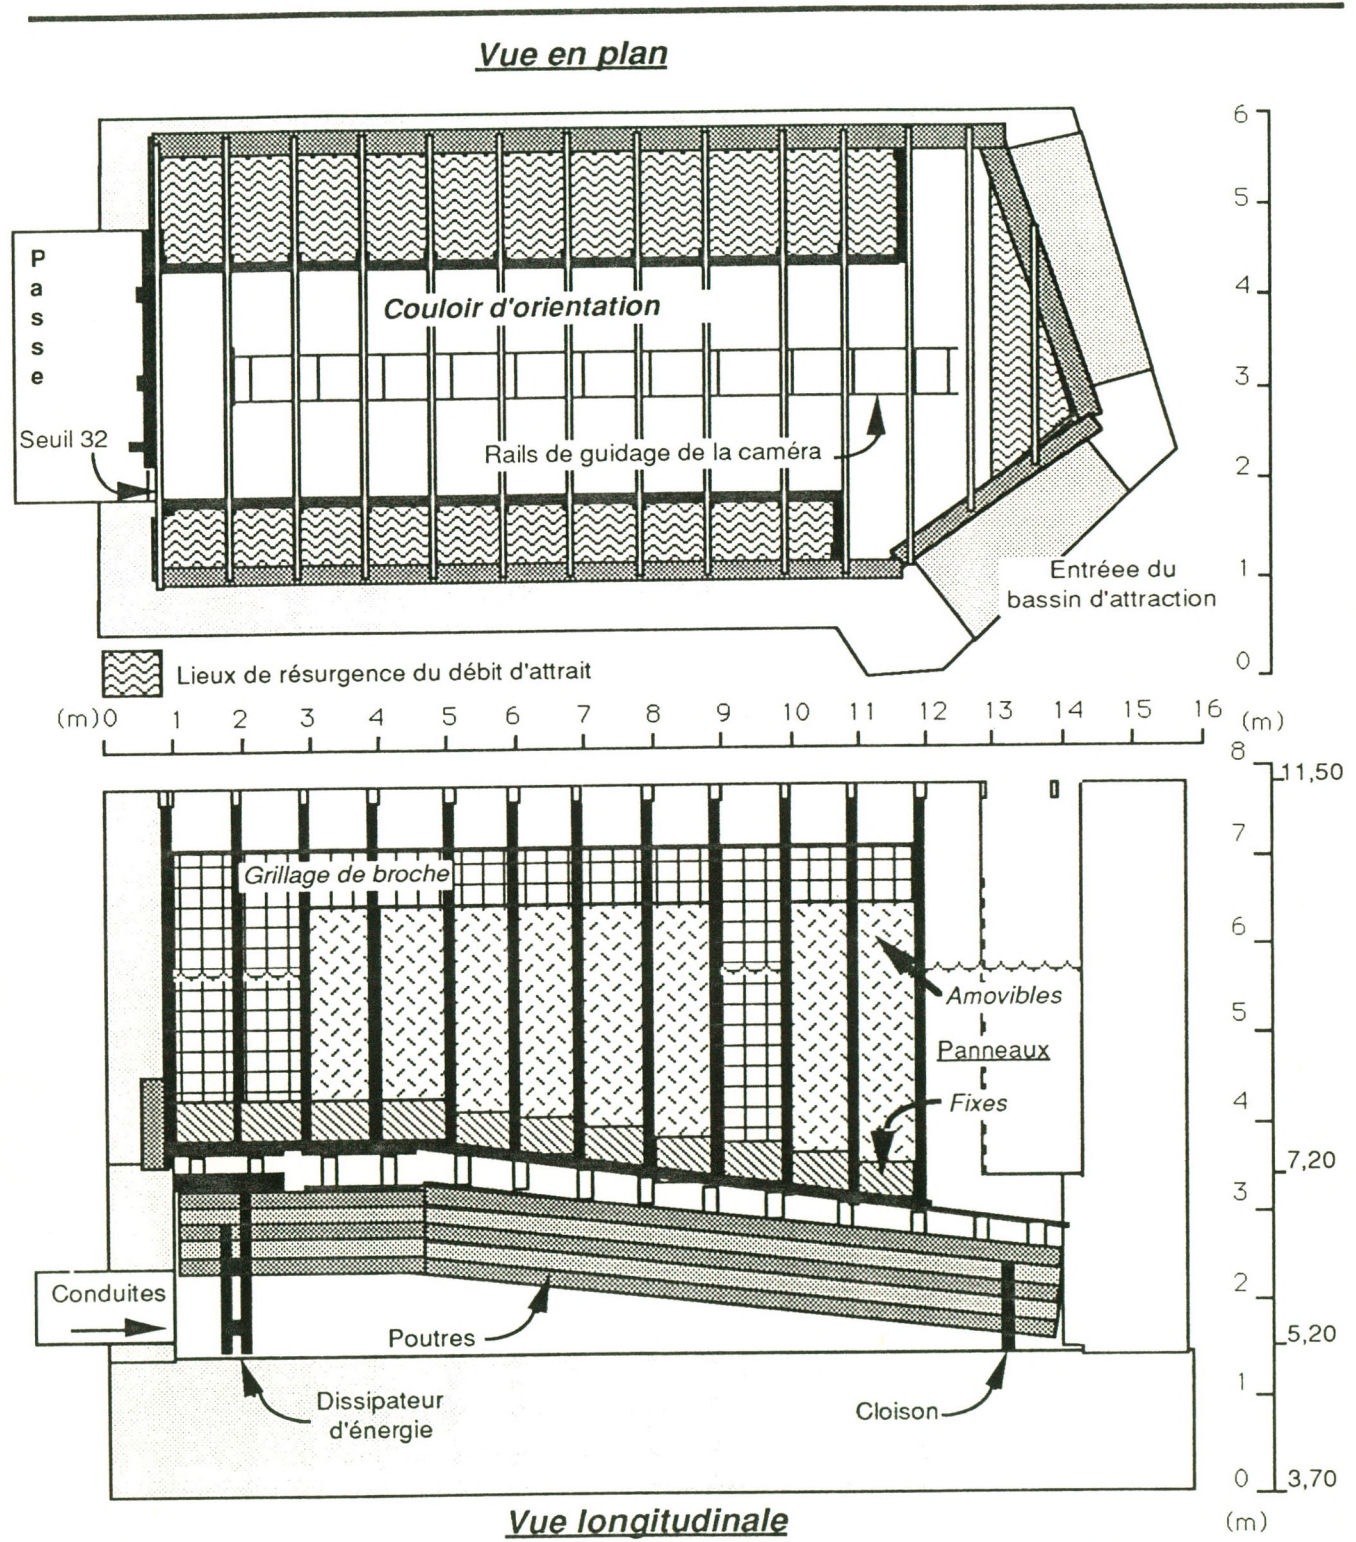 Vue en plan
Passe
Seuil 32
Couloir d'orientation
Rails de guidage de la caméra
Entréee du
bassin d'attraction
6
5
4
3
2
1
0
Lieux de résurgence du débit d'attrait
(m) 0 1 2 3 4 5 6 7 8 9 10 11 12 13 14 15 16 (m)
8
11,50
7
6
5
4
7,20
3
2
5,20
1
0
3,70
(m)
Grillage de broche
Amovibles
Panneaux
Fixes
Conduites
Poutres
Dissipateur
d'énergie
Cloison
Vue longitudinale